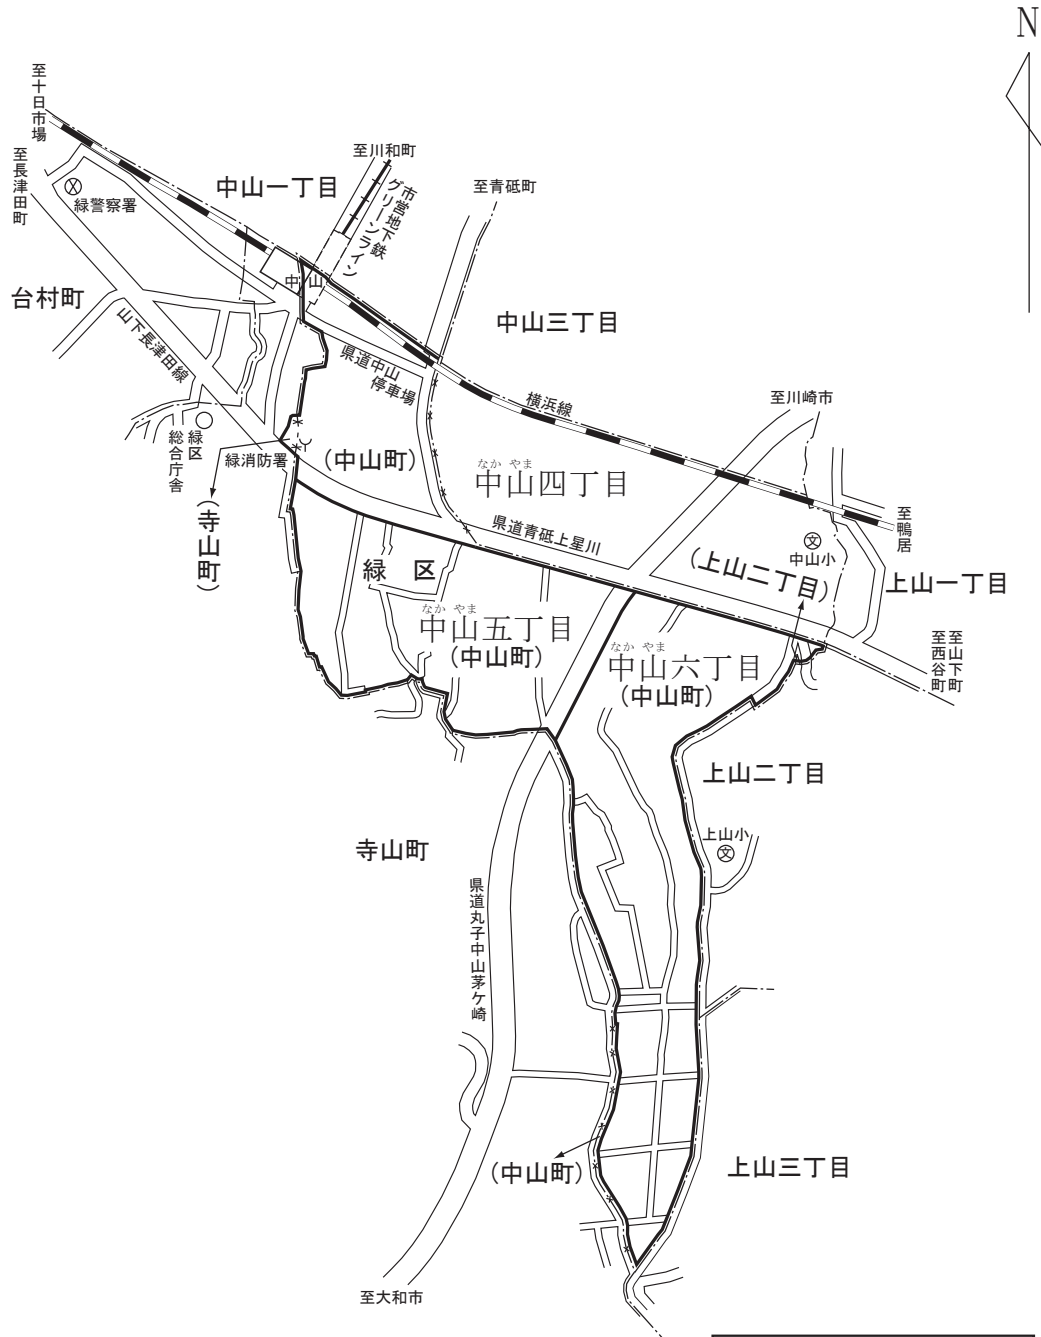 N
至十日市場
至長津田町
緑警察署
中山一丁目
至川和町
市営地下鉄
グリーンライン
至青砥町
中山
台村町
中山三丁目
山下長津田線
県道中山
停車場
横浜線
至川崎市
緑区
総合庁舎
緑消防署
(中山町)
なか やま
中山四丁目
県道青砥上星川
至鴨居
(寺山町)
中山小
(上山二丁目)
上山一丁目
緑 区
なか やま
中山五丁目
(中山町)
なか やま
中山六丁目
(中山町)
至山下町
至西谷町
上山二丁目
上山小
寺山町
県道丸子中山茅ケ崎
(中山町)
上山三丁目
至大和市